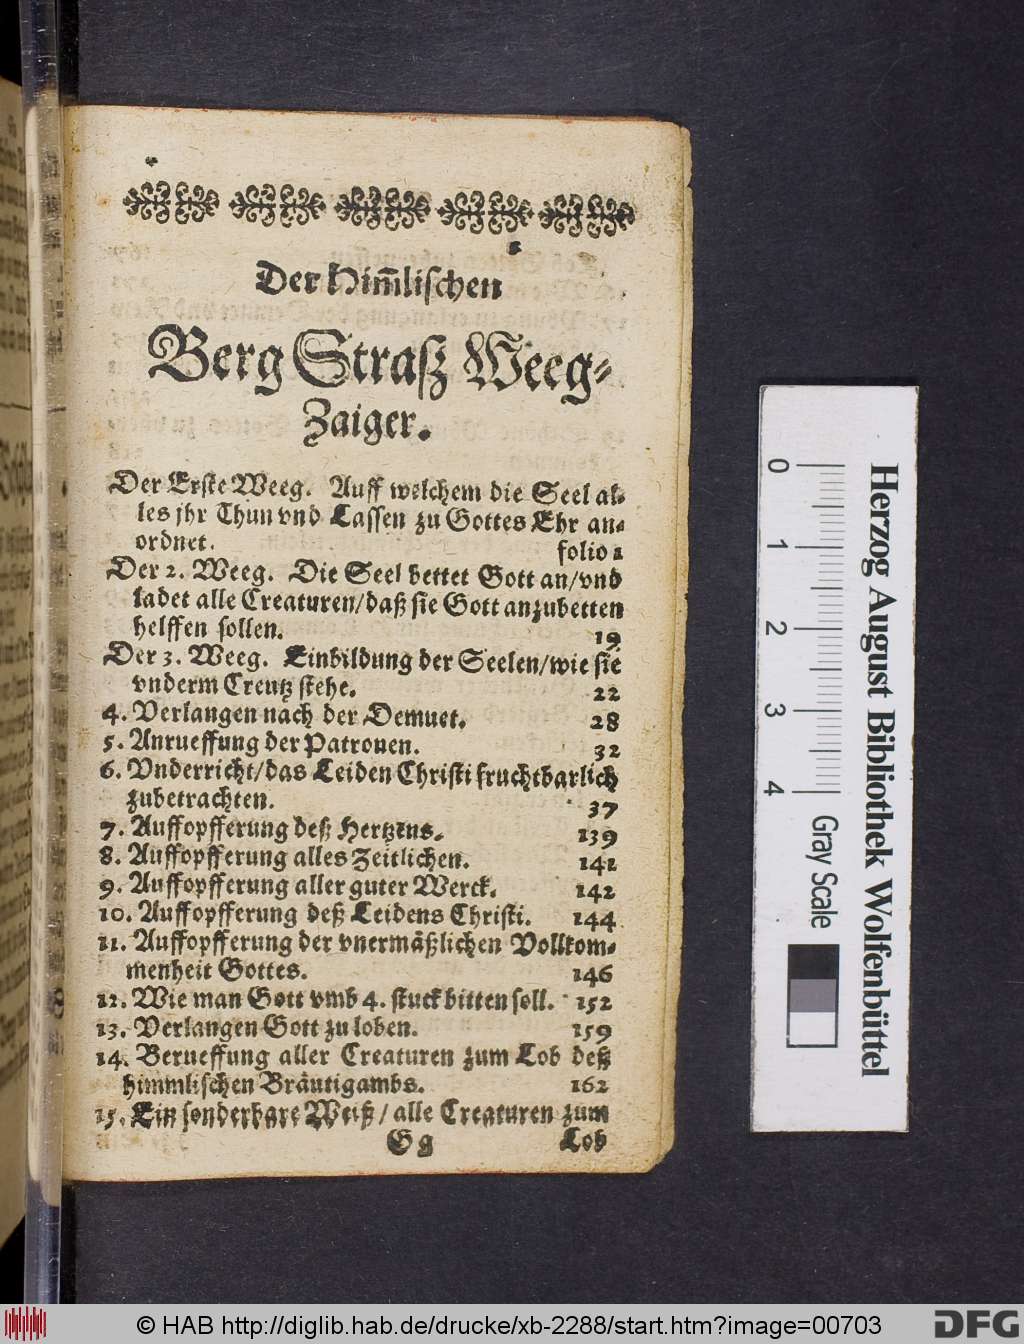 Der Him̃lischen
Berg Straß Weeg-
Zaiger.
Der Erste Weeg. Auff welchem die Seel al-
les jhr Thun vnd Lassen zu Gottes Ehr an-
ordnet. folio 1
Der 2. Weeg. Die Seel bettet Gott an/vnd
ladet alle Creaturen/daß sie Gott anzubetten
helffen sollen. 19
Der 3. Weeg. Einbildung der Seelen/wie sie
vnderm Creutz stehe. 22
4. Verlangen nach der Demuet. 28
5. Anrueffung der Patronen. 32
6. Vnderricht/das Leiden Christi fruchtbarlich
zubetrachten. 37
7. Auffopfferung deß Hertzens. 139
8. Auffopfferung alles Zeitlichen. 141
9. Auffopfferung aller guter Werck. 142
10. Auffopfferung deß Leidens Christi. 144
11. Auffopfferung der vnermäßlichen Vollkom-
menheit Gottes. 146
12. Wie man Gott vmb 4. stuck bitten soll. 152
13. Verlangen Gott zu loben. 159
14. Berueffung aller Creaturen zum Lob deß
himmlischen Bräutigambs. 162
15. Ein sonderbare Weiß/alle Creaturen zum
Gg Lob
0 1 2 3 4
Gray Scale
Herzog August Bibliothek Wolfenbüttel
© HAB http://diglib.hab.de/drucke/xb-2288/start.htm?image=00703
DFG